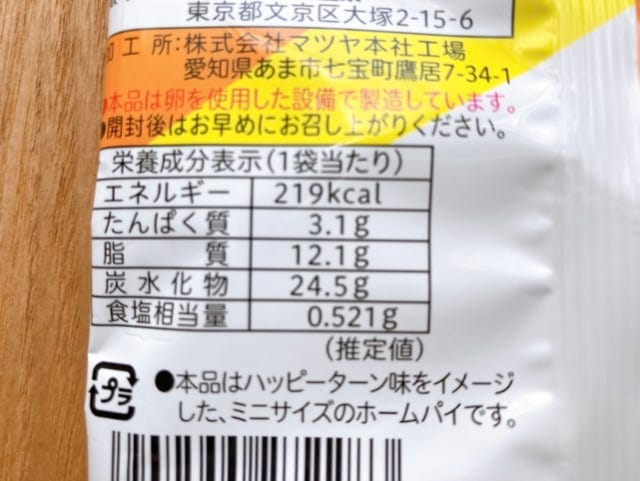 東京都文京区大塚2-15-6
加工所:株式会社マツヤ本社工場
愛知県あま市七宝町鷹居7-34-1
●本品は卵を使用した設備で製造しています。
●開封後はお早めにお召し上がりください。
栄養成分表示(1袋当たり)
エネルギー 219kcal
たんぱく質 3.1g
脂質 12.1g
炭水化物 24.5g
食塩相当量 0.521g
(推定値)
プラ
●本品はハッピーターン味をイメージ
した、ミニサイズのホームパイです。